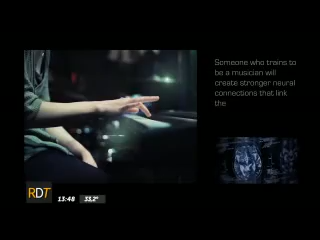 Someone who trains to
be a musician will
create stronger neural
connections that link
the
RDT
13:48
33.2°